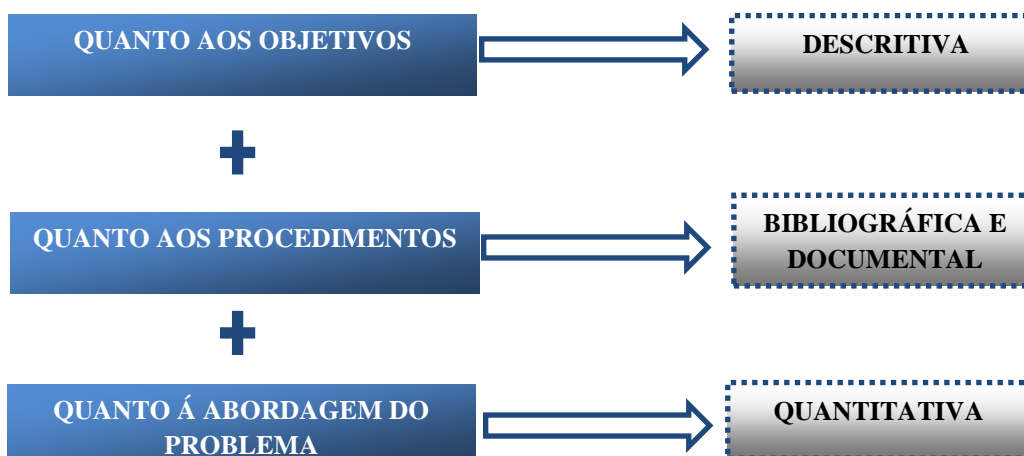 QUANTO AOS OBJETIVOS
DESCRITIVA
QUANTO AOS PROCEDIMENTOS
BIBLIOGRÁFICA E
DOCUMENTAL
QUANTO Á ABORDAGEM DO
PROBLEMA
QUANTITATIVA